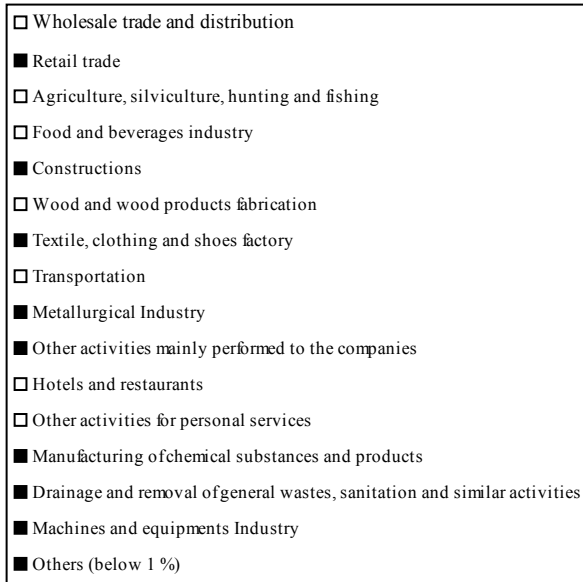 Wholesale trade and distribution
Retail trade
Agriculture, silviculture, hunting and fishing
Food and beverages industry
Constructions
Wood and wood products fabrication
Textile, clothing and shoes factory
Transportation
Metallurgical Industry
Other activities mainly performed to the companies
Hotels and restaurants
Other activities for personal services
Manufacturing of chemical substances and products
Drainage and removal of general wastes, sanitation and similar activities
Machines and equipments Industry
Others (below 1 %)